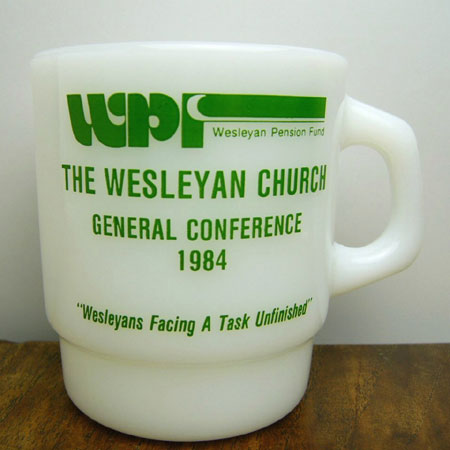 WPF
Wesleyan Pension Fund
THE WESLEYAN CHURCH
GENERAL CONFERENCE
1984
"Wesleyans Facing A Task Unfinished"